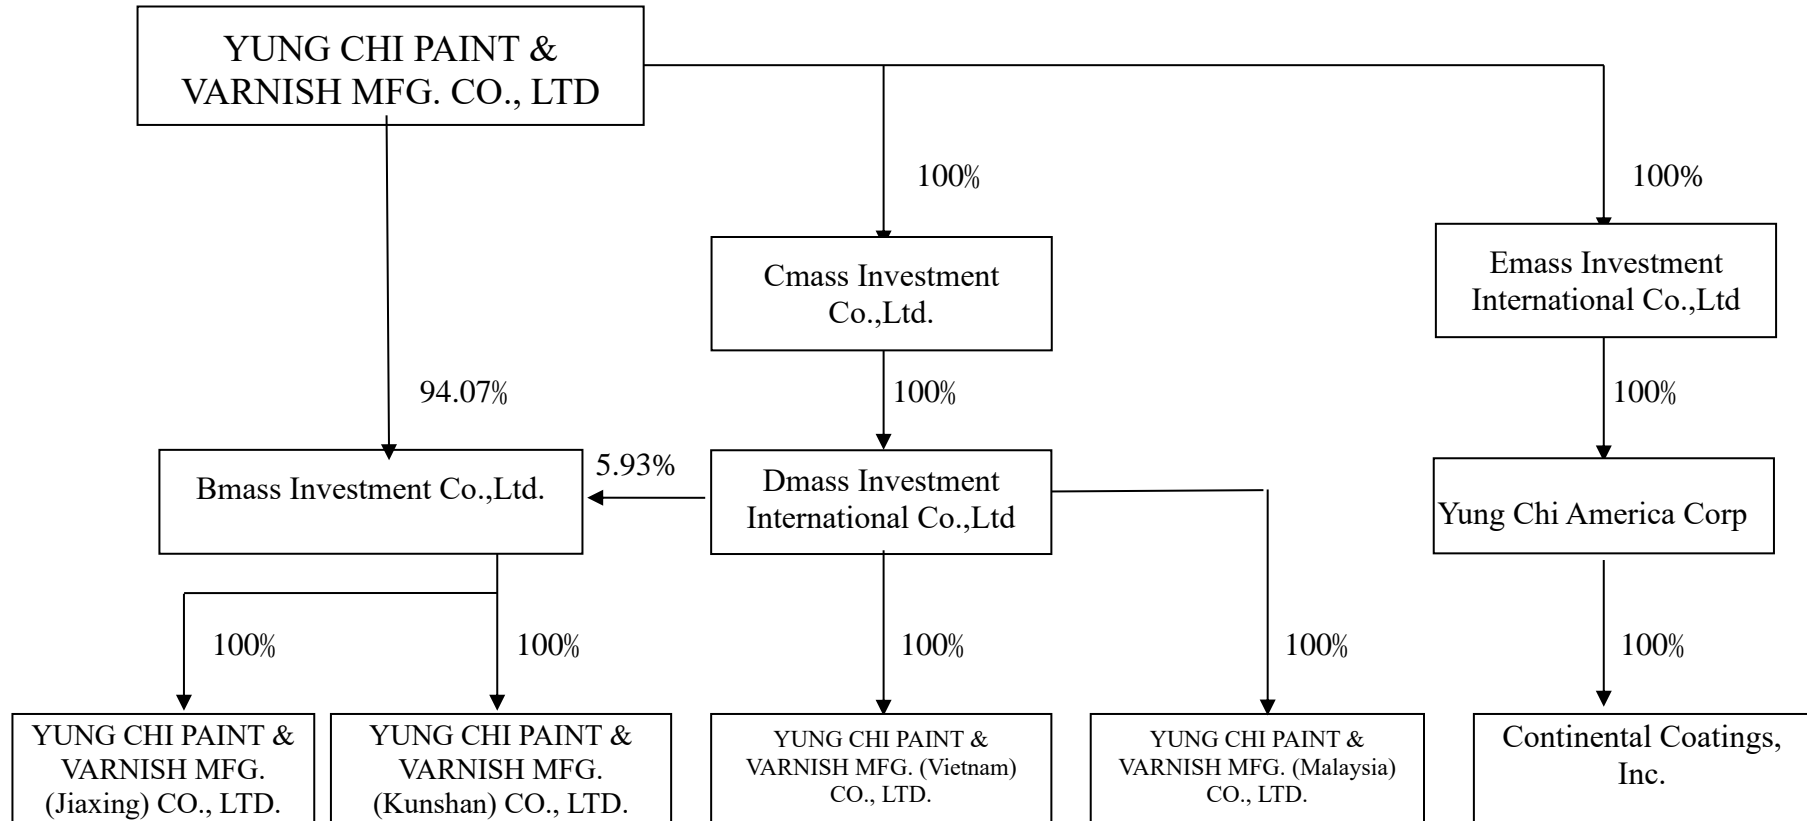 YUNG CHI PAINT &
VARNISH MFG. CO., LTD
100%
100%
Cmass Investment
Co.,Ltd.
Emass Investment
International Co.,Ltd
94.07%
100%
100%
Bmass Investment Co.,Ltd.
5.93%
Dmass Investment
International Co.,Ltd
Yung Chi America Corp
100%
100%
100%
100%
100%
YUNG CHI PAINT &
VARNISH MFG.
(Jiaxing) CO., LTD.
YUNG CHI PAINT &
VARNISH MFG.
(Kunshan) CO., LTD.
YUNG CHI PAINT &
VARNISH MFG. (Vietnam)
CO., LTD.
YUNG CHI PAINT &
VARNISH MFG. (Malaysia)
CO., LTD.
Continental Coatings,
Inc.